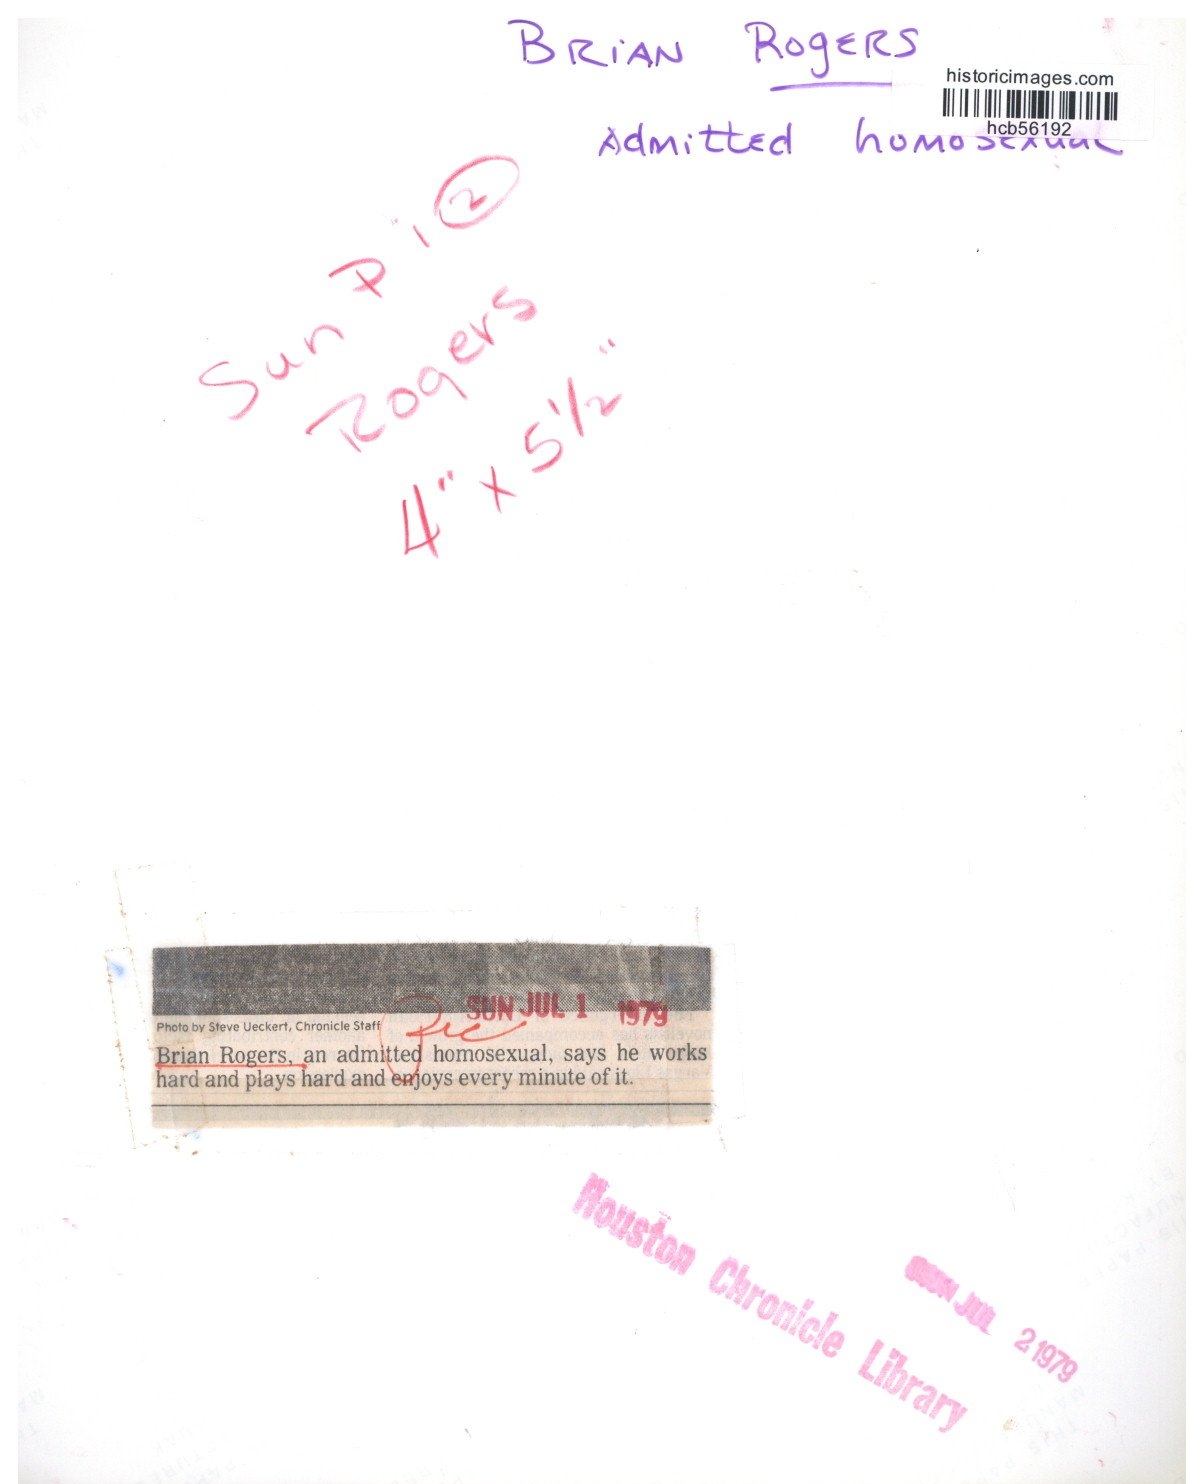 BRIAN ROGERS
historicimages.com
hcb56192
Admitted homosexual
Sun Pi 2
Rogers
4" x 5 1/2"
SUN JUL 1 1979
Photo by Steve Ueckert, Chronicle Staff
Brian Rogers, an admitted homosexual, says he works
hard and plays hard and enjoys every minute of it.
Houston Chronicle Library
JUL 2 1979